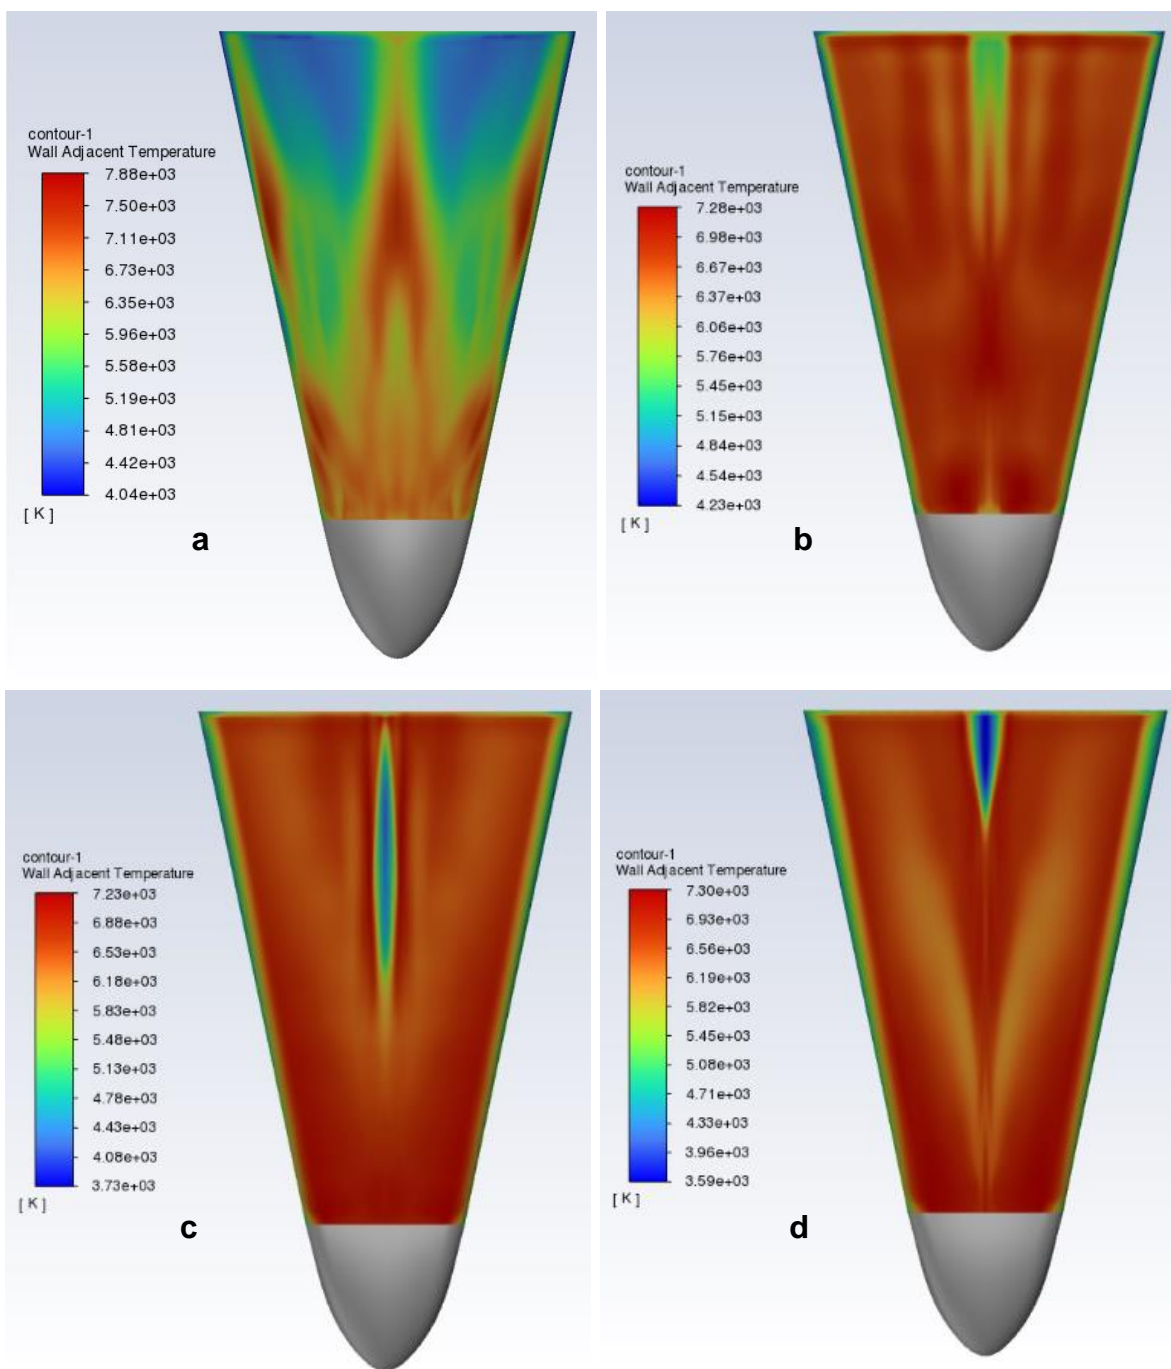 contour-1
Wall Adjacent Temperature
7.88e+03
7.50e+03
7.11e+03
6.73e+03
6.35e+03
5.96e+03
5.58e+03
5.19e+03
4.81e+03
4.42e+03
4.04e+03
[ K ]
a
contour-1
Wall Adjacent Temperature
7.28e+03
6.98e+03
6.67e+03
6.37e+03
6.06e+03
5.76e+03
5.45e+03
5.15e+03
4.84e+03
4.54e+03
4.23e+03
[ K ]
b
contour-1
Wall Adjacent Temperature
7.23e+03
6.88e+03
6.53e+03
6.18e+03
5.83e+03
5.48e+03
5.13e+03
4.78e+03
4.43e+03
4.08e+03
3.73e+03
[ K ]
c
contour-1
Wall Adjacent Temperature
7.30e+03
6.93e+03
6.56e+03
6.19e+03
5.82e+03
5.45e+03
5.08e+03
4.71e+03
4.33e+03
3.96e+03
3.59e+03
[ K ]
d